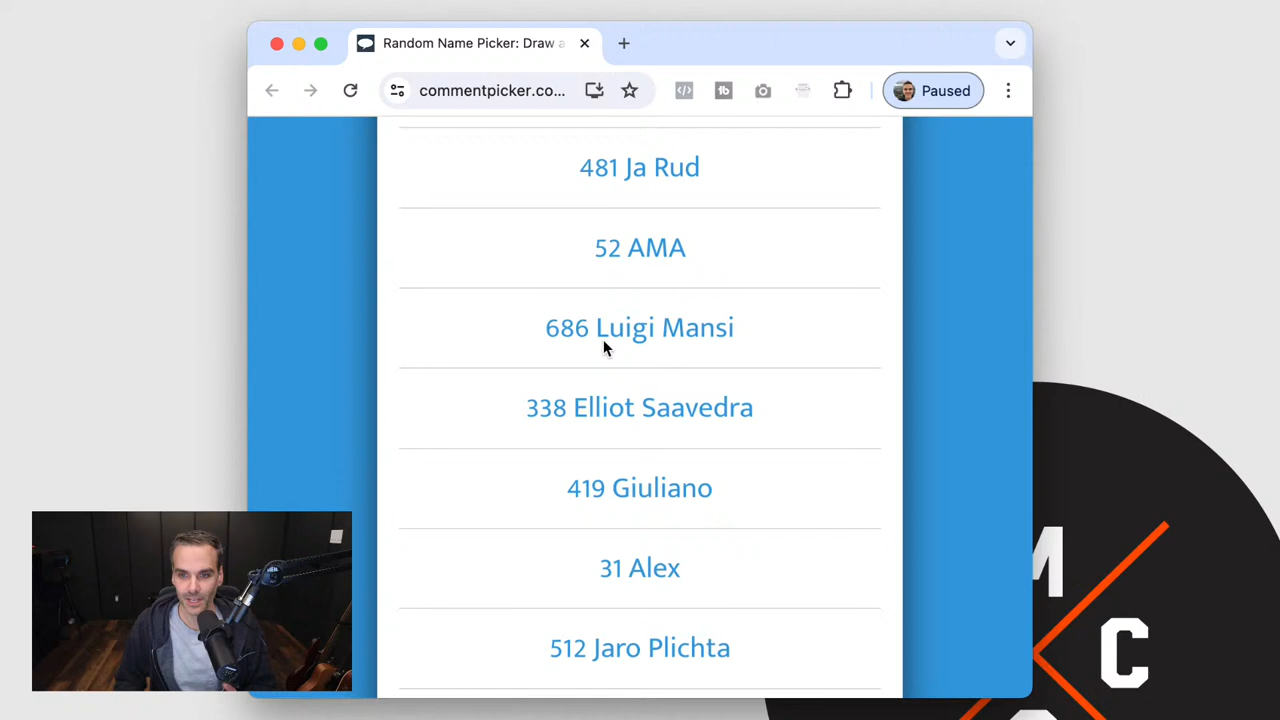 Random Name Picker: Draw a
commentpicker.co...
Paused
481 Ja Rud
52 AMA
686 Luigi Mansi
338 Elliot Saavedra
419 Giuliano
31 Alex
512 Jaro Plichta
M
C